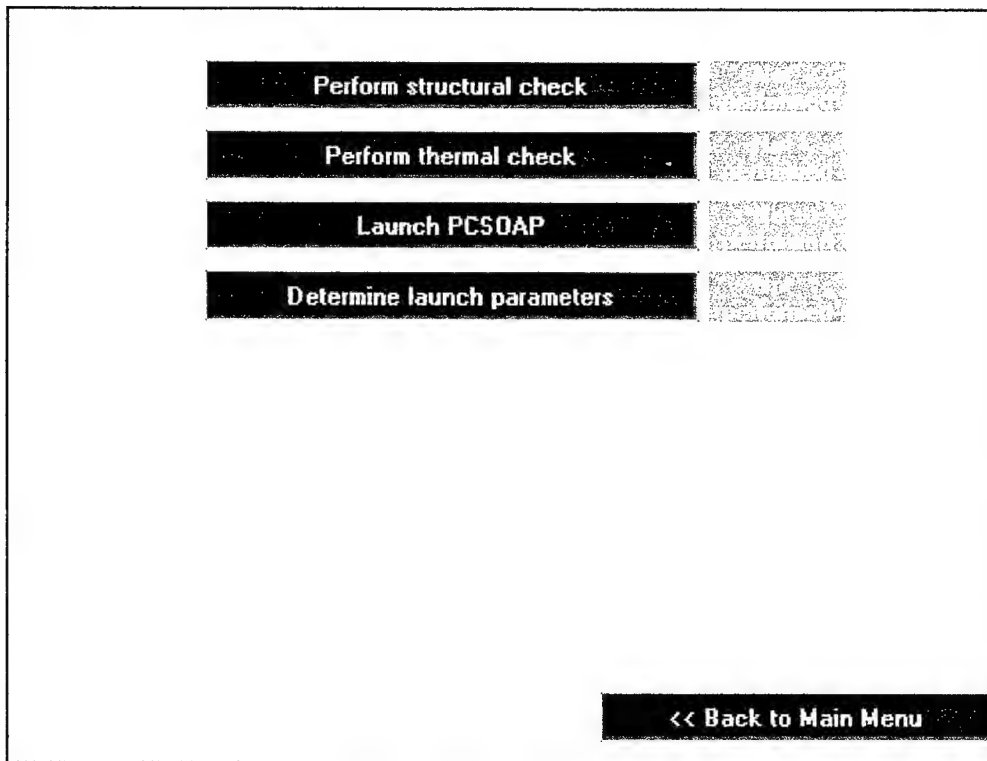 Perform structural check
Perform thermal check
Launch PCSOAP
Determine launch parameters
<< Back to Main Menu